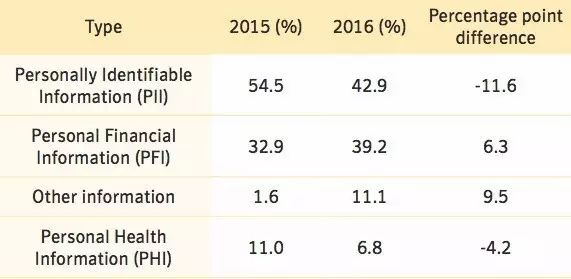 Type 2015 (%) 2016 (%) Percentage point
difference
Personally Identifiable
Information (PII) 54.5 42.9 -11.6
Personal Financial
Information (PFI) 32.9 39.2 6.3
Other information 1.6 11.1 9.5
Personal Health
Information (PHI) 11.0 6.8 -4.2